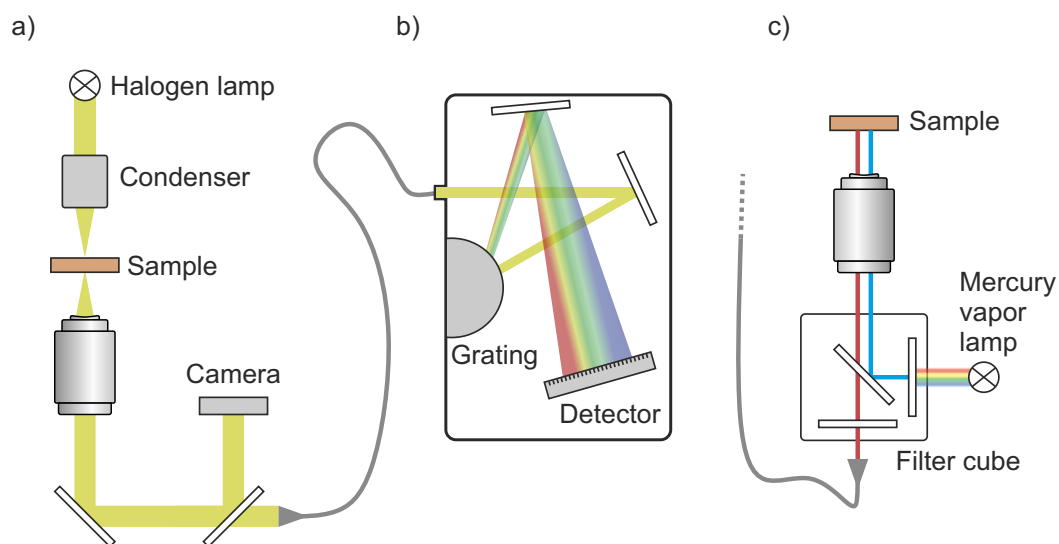 a)
Halogen lamp
Condenser
Sample
Camera
b)
Grating
Detector
c)
Sample
Mercury
vapor
lamp
Filter cube